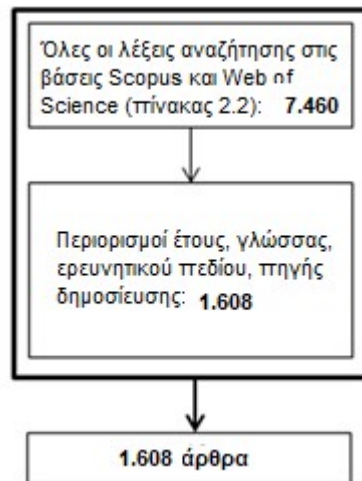 Όλες οι λέξεις αναζήτησης στις
βάσεις Scopus και Web of
Science (πίνακας 2.2): 7.460
Περιορισμοί έτους, γλώσσας,
ερευνητικού πεδίου, πηγής
δημοσίευσης: 1.608
1.608 άρθρα